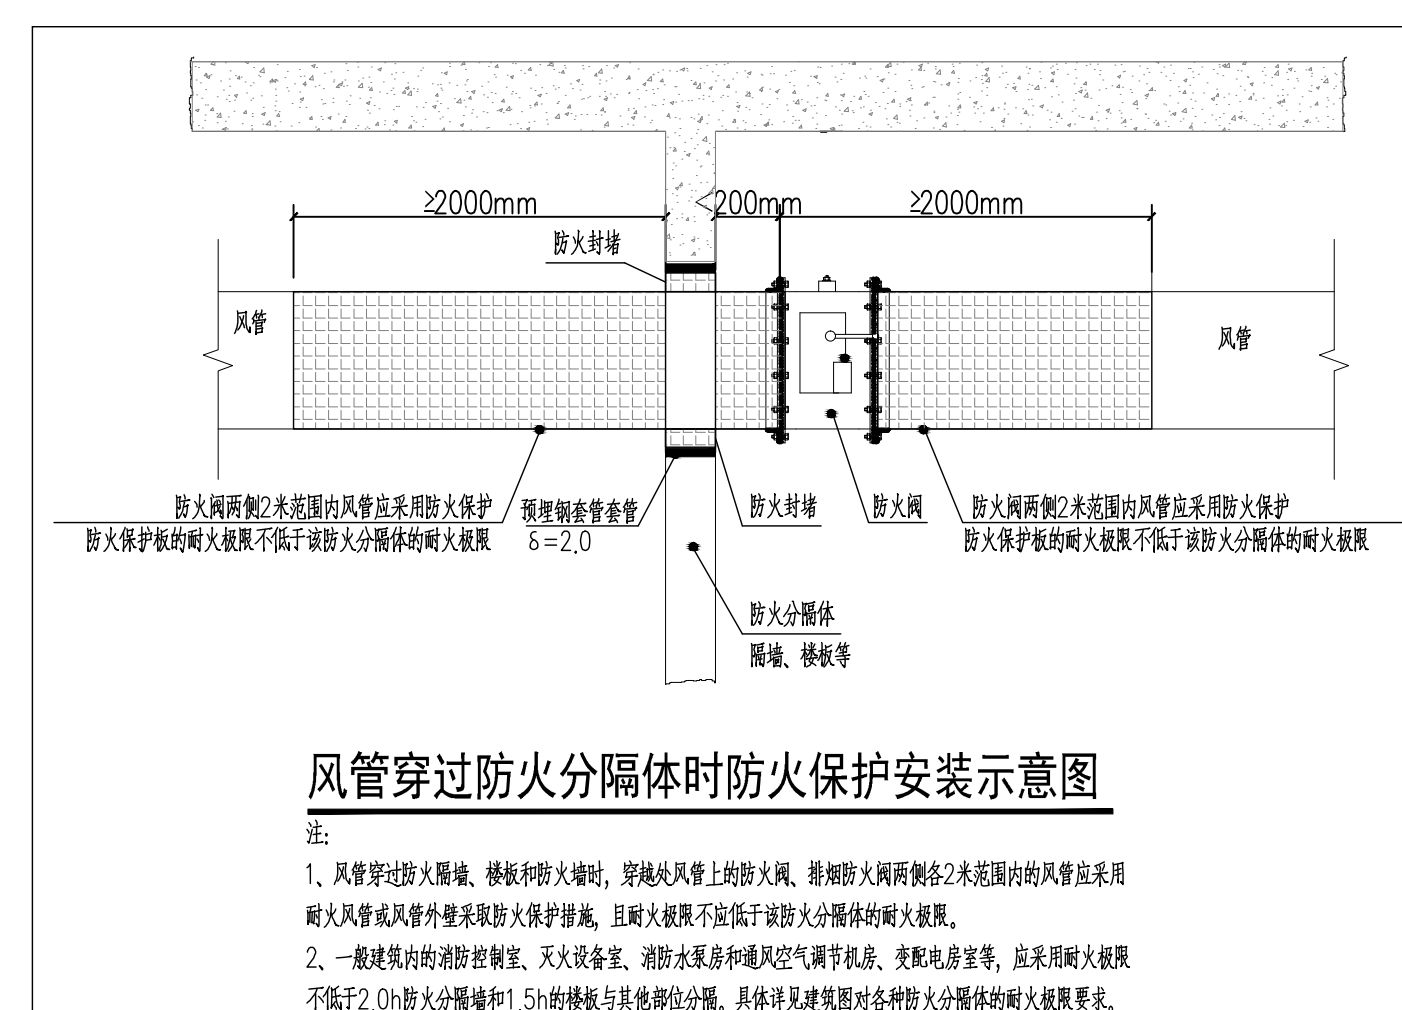 ≥2000mm
<200mm
≥2000mm
防火封堵
风管
风管
防火阀两侧2米范围内风管应采用防火保护
防火保护板的耐火极限不低于该防火分隔体的耐火极限
预埋钢套管套管
δ=2.0
防火封堵
防火阀
防火阀两侧2米范围内风管应采用防火保护
防火保护板的耐火极限不低于该防火分隔体的耐火极限
防火分隔体
隔墙、楼板等
风管穿过防火分隔体时防火保护安装示意图
注:
1、风管穿过防火隔墙、楼板和防火墙时，穿越处风管上的防火阀、排烟防火阀两侧各2米范围内的风管应采用
耐火风管或风管外壁采取防火保护措施，且耐火极限不应低于该防火分隔体的耐火极限。
2、一般建筑内的消防控制室、灭火设备室、消防水泵房和通风空气调节机房、变配电房室等，应采用耐火极限
不低于2.0h防火分隔墙和1.5h的楼板与其他部位分隔。具体详见建筑图对各种防火分隔体的耐火极限要求。